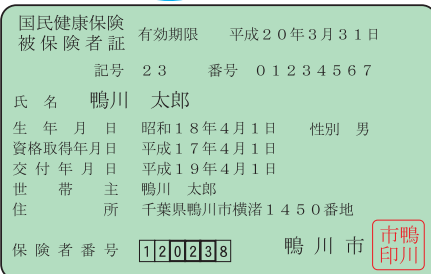 国民健康保険
被保険者証
有効期限 平成２０年３月３１日
記号 ２３ 番号 ０１２３４５６７
氏名 鴨川 太郎
生年月日 昭和１８年４月１日 性別 男
資格取得年月日 平成１７年４月１日
交付年月日 平成１９年４月１日
世帯主 鴨川 太郎
住所 千葉県鴨川市横渚１４５０番地
保険者番号 120238 鴨川市
鴨川市印